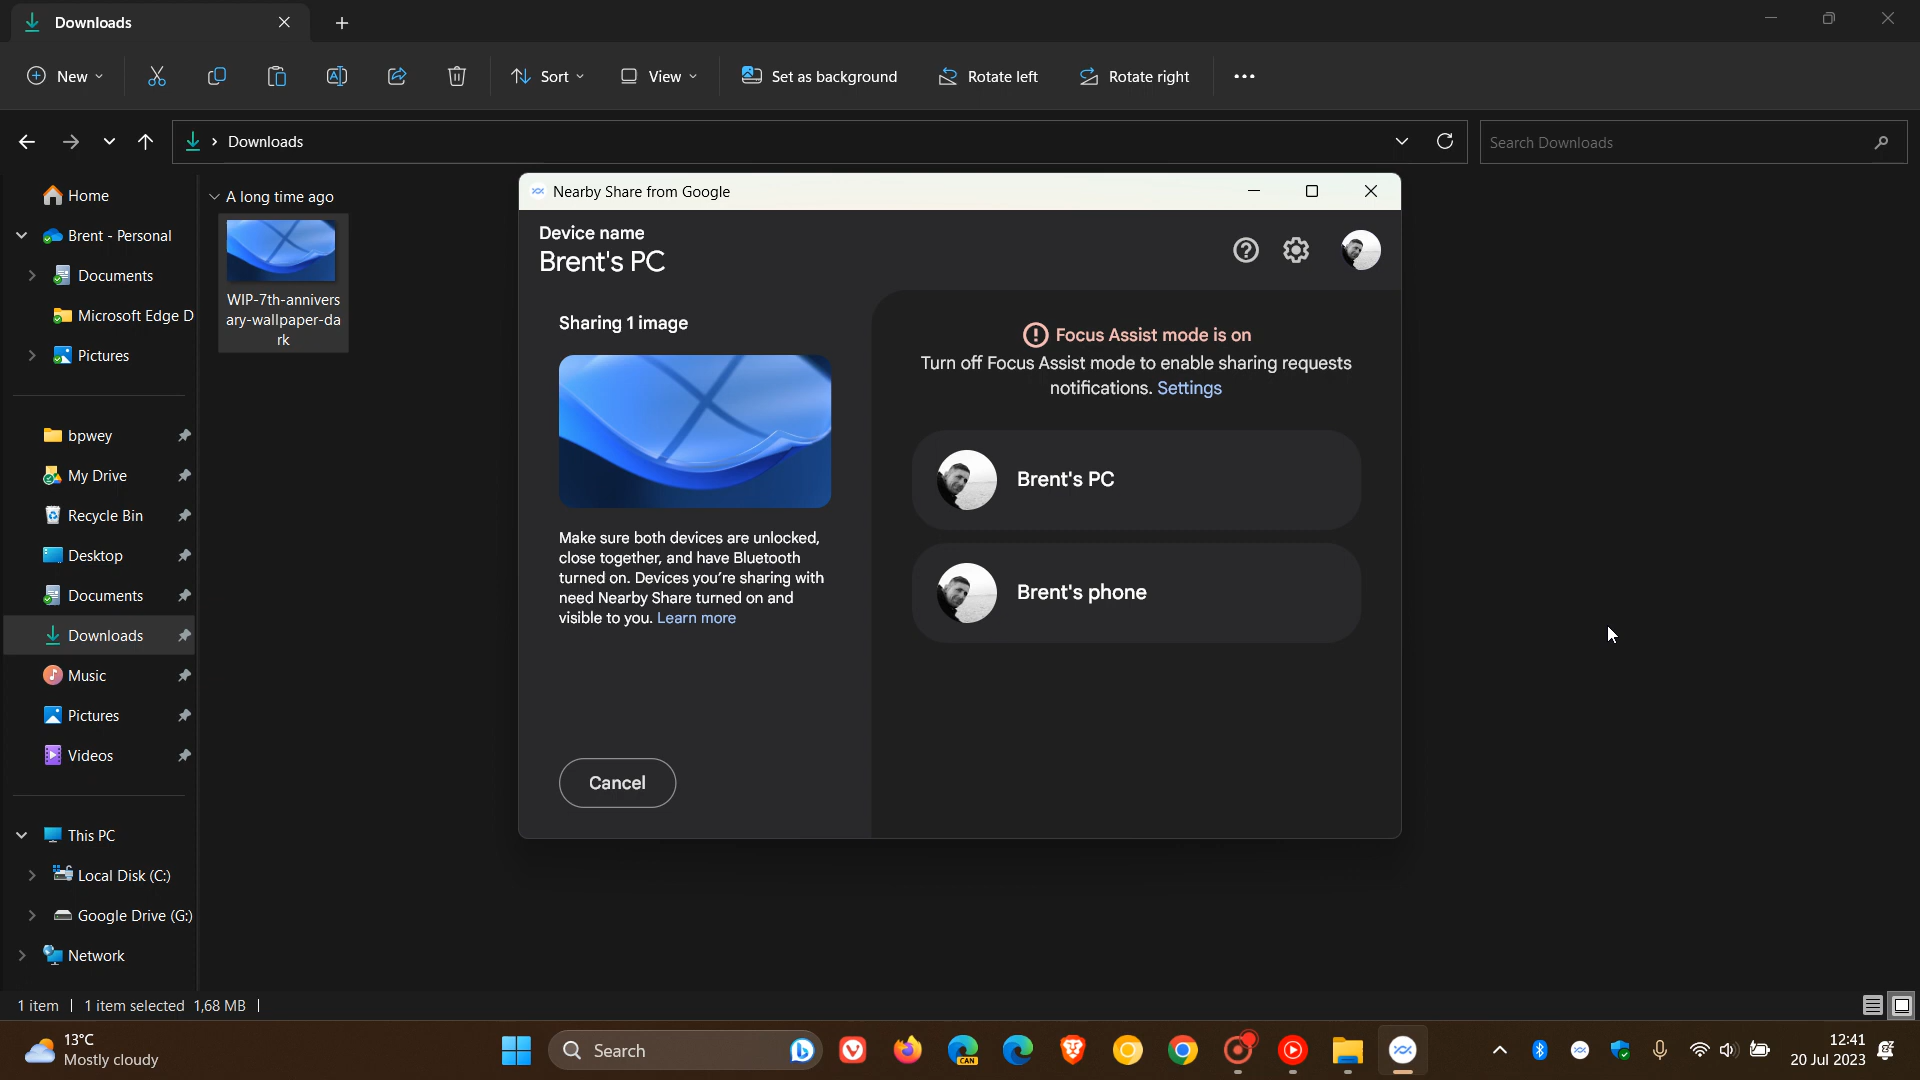 Downloads
New
Sort
View
Set as background
Rotate left
Rotate right
Downloads
Search Downloads
Home
Brent - Personal
Documents
Microsoft Edge D
Pictures
bpwey
My Drive
Recycle Bin
Desktop
Documents
Downloads
Music
Pictures
Videos
This PC
Local Disk (C:)
Google Drive (G:)
Network
A long time ago
WIP-7th-annivers
ary-wallpaper-da
rk
Nearby Share from Google
Device name
Brent's PC
Sharing 1 image
Make sure both devices are unlocked,
close together, and have Bluetooth
turned on. Devices you're sharing with
need Nearby Share turned on and
visible to you. Learn more
Cancel
Focus Assist mode is on
Turn off Focus Assist mode to enable sharing requests
notifications. Settings
Brent's PC
Brent's phone
1 item
1 item selected 1,68 MB
13°C
Mostly cloudy
Search
CAN
12:41
20 Jul 2023